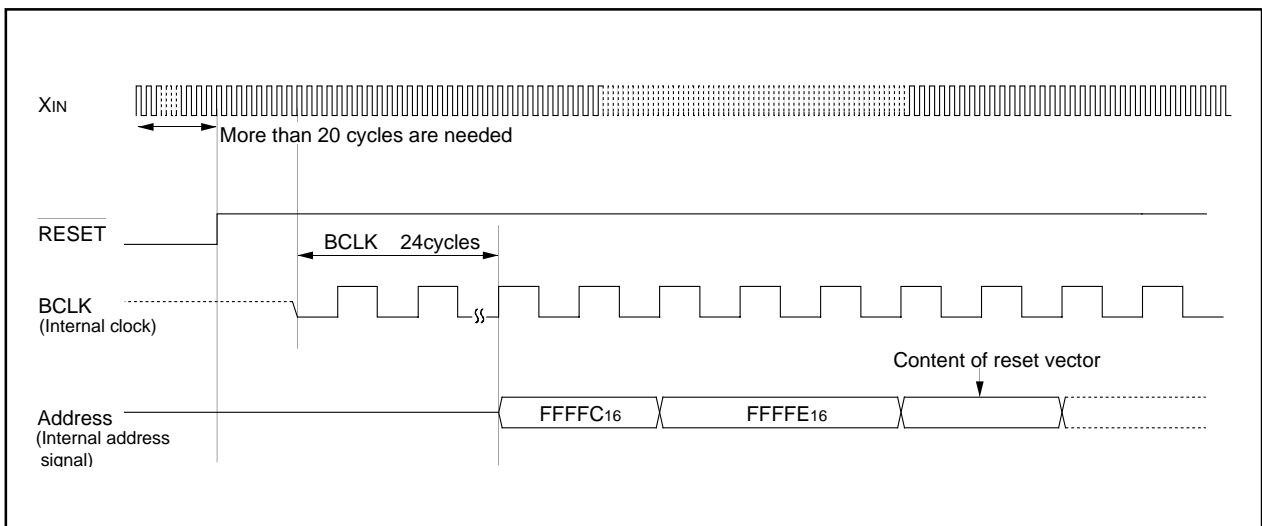 XIN
More than 20 cycles are needed
RESET
BCLK 24cycles
BCLK
(Internal clock)
Content of reset vector
Address
(Internal address
signal)
FFFFC16
FFFFE16